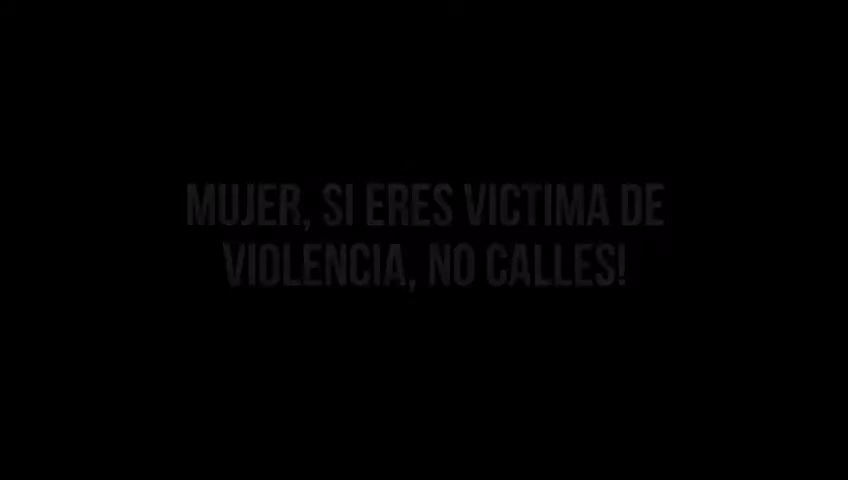 MUJER, SI ERES VICTIMA DE
VIOLENCIA, NO CALLES!